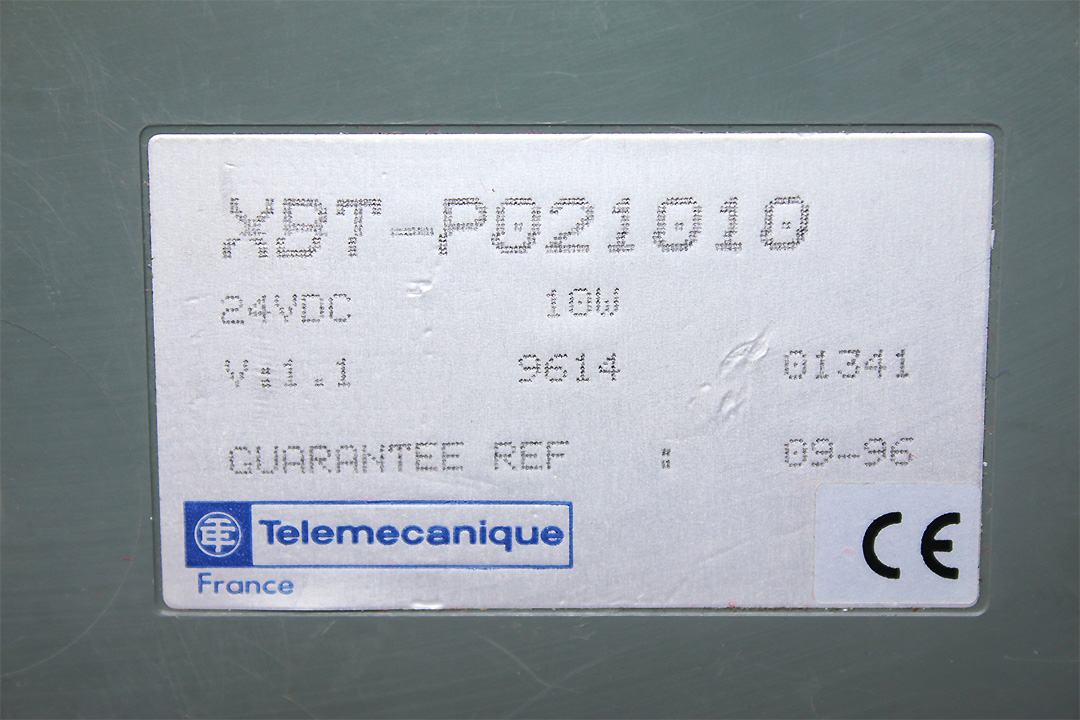 XBT-P021010
24VDC 10W
V:1.1 9614 01341
GUARANTEE REF : 09-96
Telemecanique
France
CE